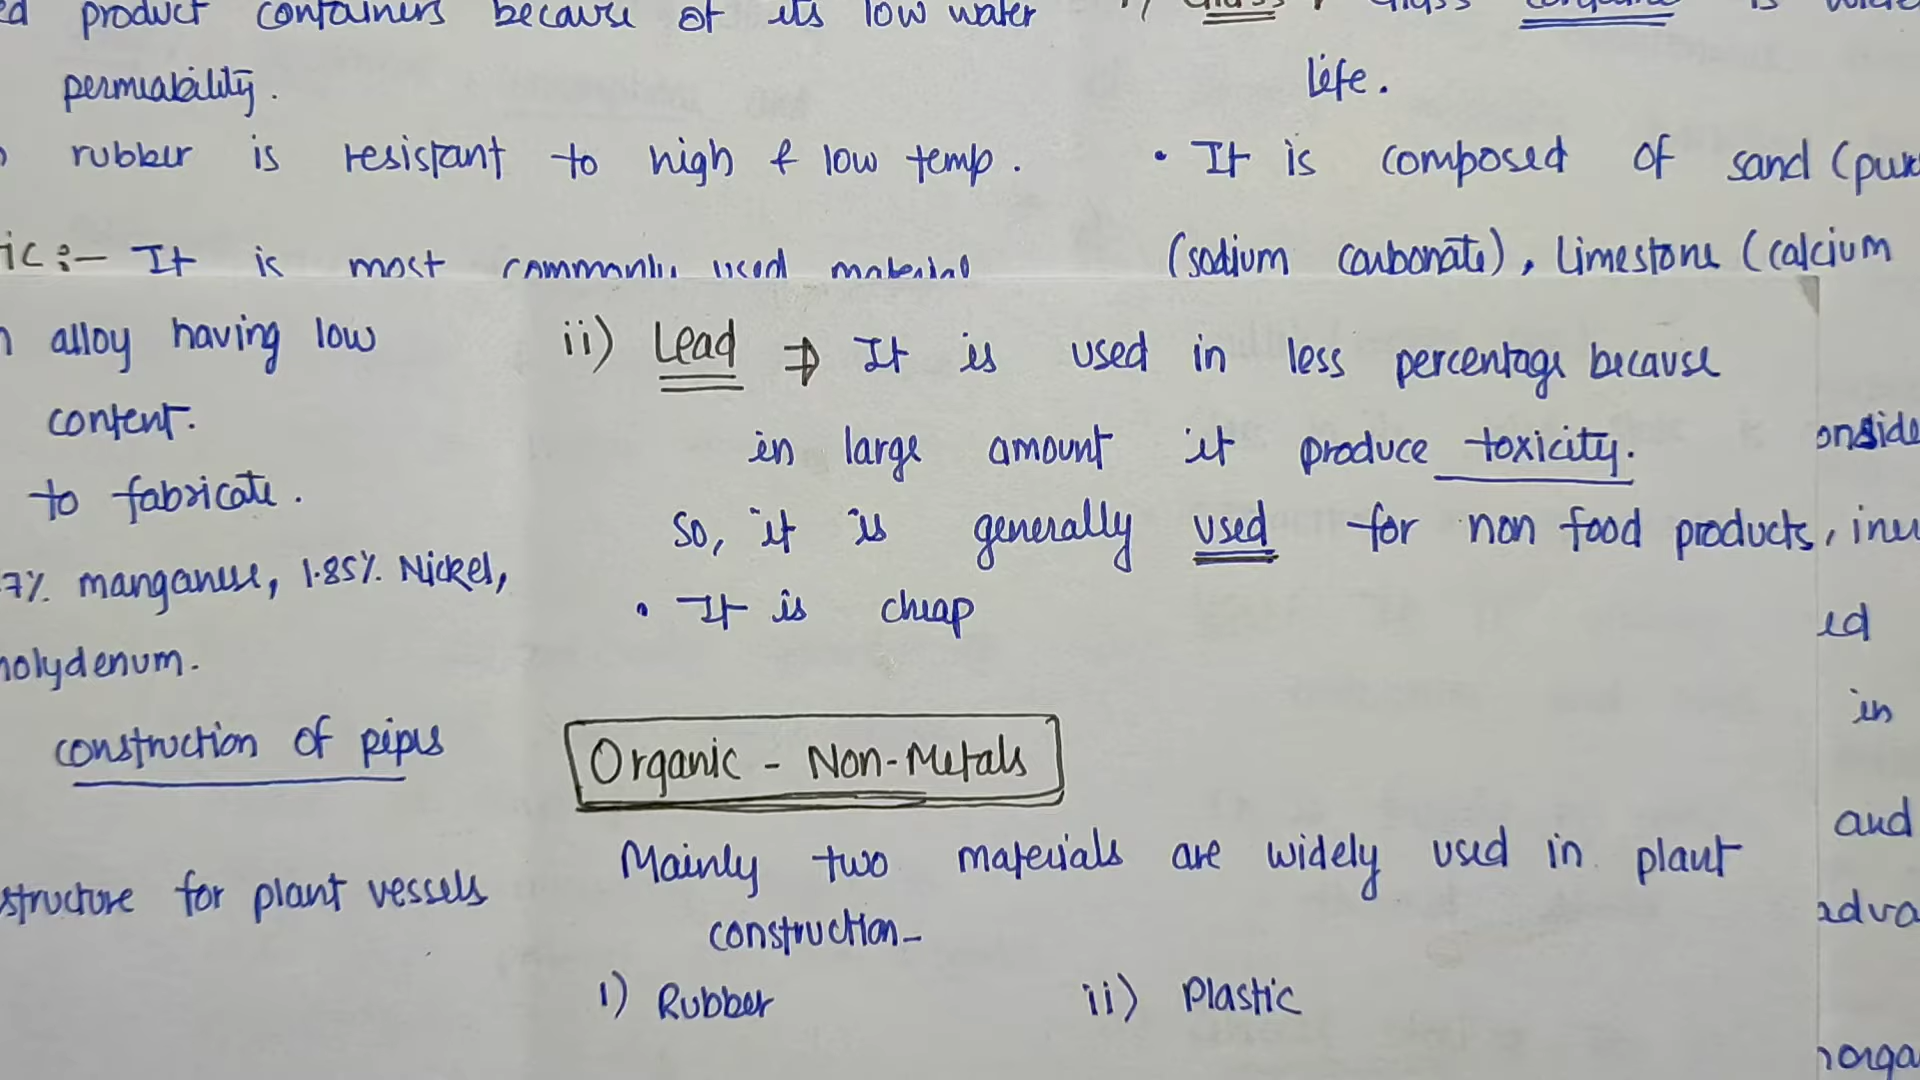 product containers because of its low water
permiability.
rubber is resistant to high & low temp.
ic:- It is most commonly used material
life.
• It is composed of sand (pure
(sodium carbonate), limestone (calcium
alloy having low
content.
to fabricate.
7% manganese, 1.85% Nickel,
molydenum.
construction of pipes
structure for plant vessels
ii) Lead ⇒ It is used in less percentage because
in large amount it produce toxicity.
So, it is generally used for non food products,
• It is cheap
Organic - Non-Metals
Mainly two materials are widely used in plant
construction-
i) Rubber ii) Plastic
ed
in
and